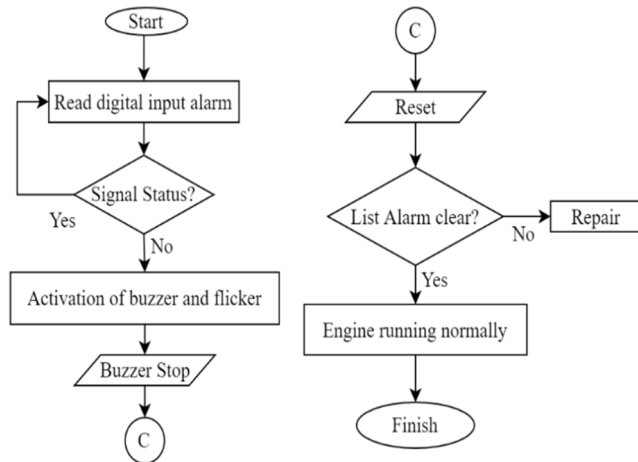 Start
Read digital input alarm
Signal Status?
Yes
No
Activation of buzzer and flicker
Buzzer Stop
C
C
Reset
List Alarm clear?
No
Repair
Yes
Engine running normally
Finish